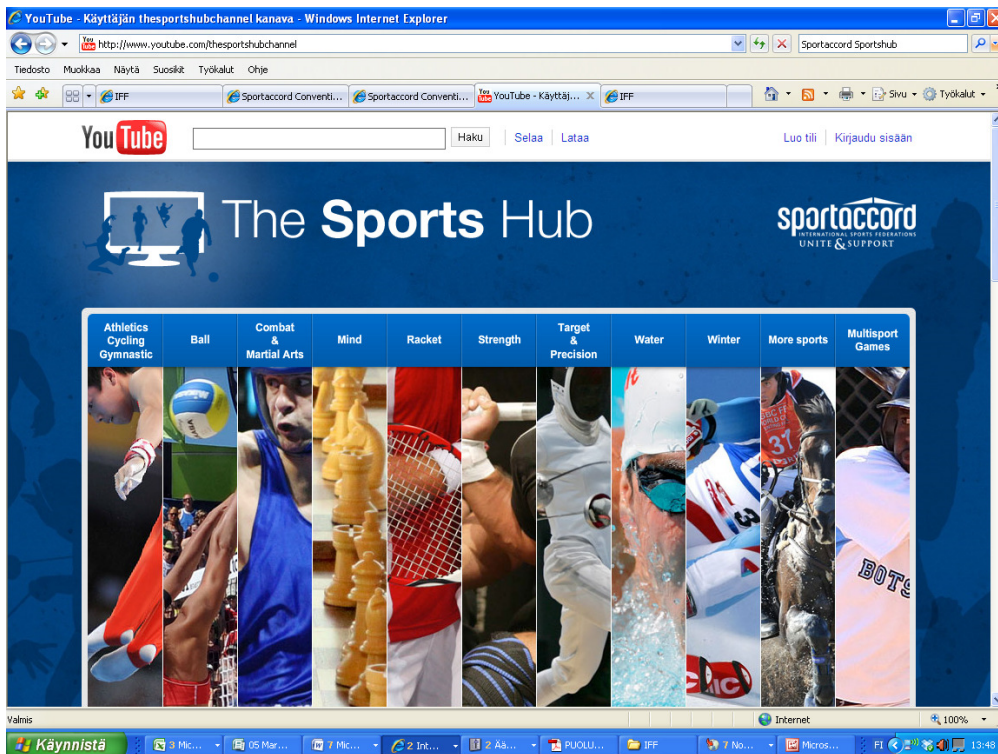 YouTube - Käyttäjän thesportshubchannel kanava - Windows Internet Explorer
http://www.youtube.com/thesportshubchannel
Sportaccord Sportshub
Tiedosto Muokkaa Näytä Suosikit Työkalut Ohje
IFF Sportaccord Conventi... Sportaccord Conventi... YouTube - Käyttäj... IFF Sivu Työkalut
YouTube Haku Selaa Lataa Luo tili Kirjaudu sisään
The Sports Hub
sportaccord
INTERNATIONAL SPORTS FEDERATIONS
UNITE & SUPPORT
Athletics
Cycling
Gymnastic
Ball
Combat
&
Martial Arts
Mind
Racket
Strength
Target
&
Precision
Water
Winter
More sports
Multisport
Games
31
3
BOTS
Valmis Internet 100%
Käynnistä 3 Mic... 05 Mar... 7 Mic... 2 Int... 2 Ää... PUOLU... IFF 7 No... Micros... FI 13:48